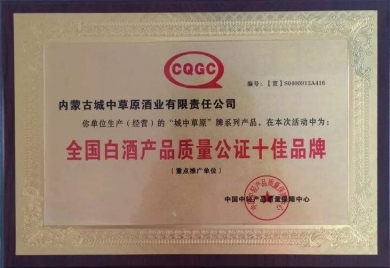 CQGC
编号：【宣】S0400012A416
内蒙古城中草原酒业有限责任公司
你单位生产（经营）的“城中草原”牌系列产品，在本次活动中为：
全国白酒产品质量公证十佳品牌
（重点推广单位）
中国中轻产品质量保障中心